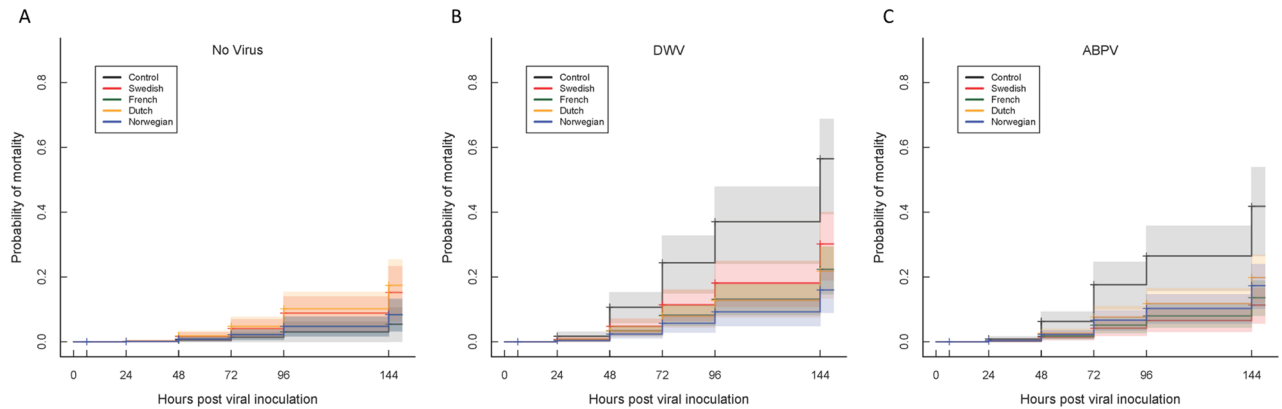 A
No Virus
Control
Swedish
French
Dutch
Norwegian
Probability of mortality
0.0
0.2
0.4
0.6
0.8
0
24
48
72
96
144
Hours post viral inoculation
B
DWV
Control
Swedish
French
Dutch
Norwegian
Probability of mortality
0.0
0.2
0.4
0.6
0.8
0
24
48
72
96
144
Hours post viral inoculation
C
ABPV
Control
Swedish
French
Dutch
Norwegian
Probability of mortality
0.0
0.2
0.4
0.6
0.8
0
24
48
72
96
144
Hours post viral inoculation